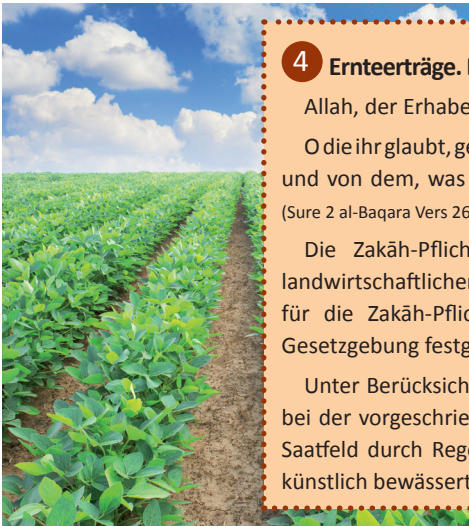 4 Ernteerträge.
Allah, der Erhabe
O die ihr glaubt, ge
und von dem, was
(Sure 2 al-Baqara Vers 26
Die Zakāh-Pflich
landwirtschaftlicher
für die Zakāh-Pflic
Gesetzgebung festg
Unter Berücksich
bei der vorgeschrie
Saatfeld durch Rege
künstlich bewässert